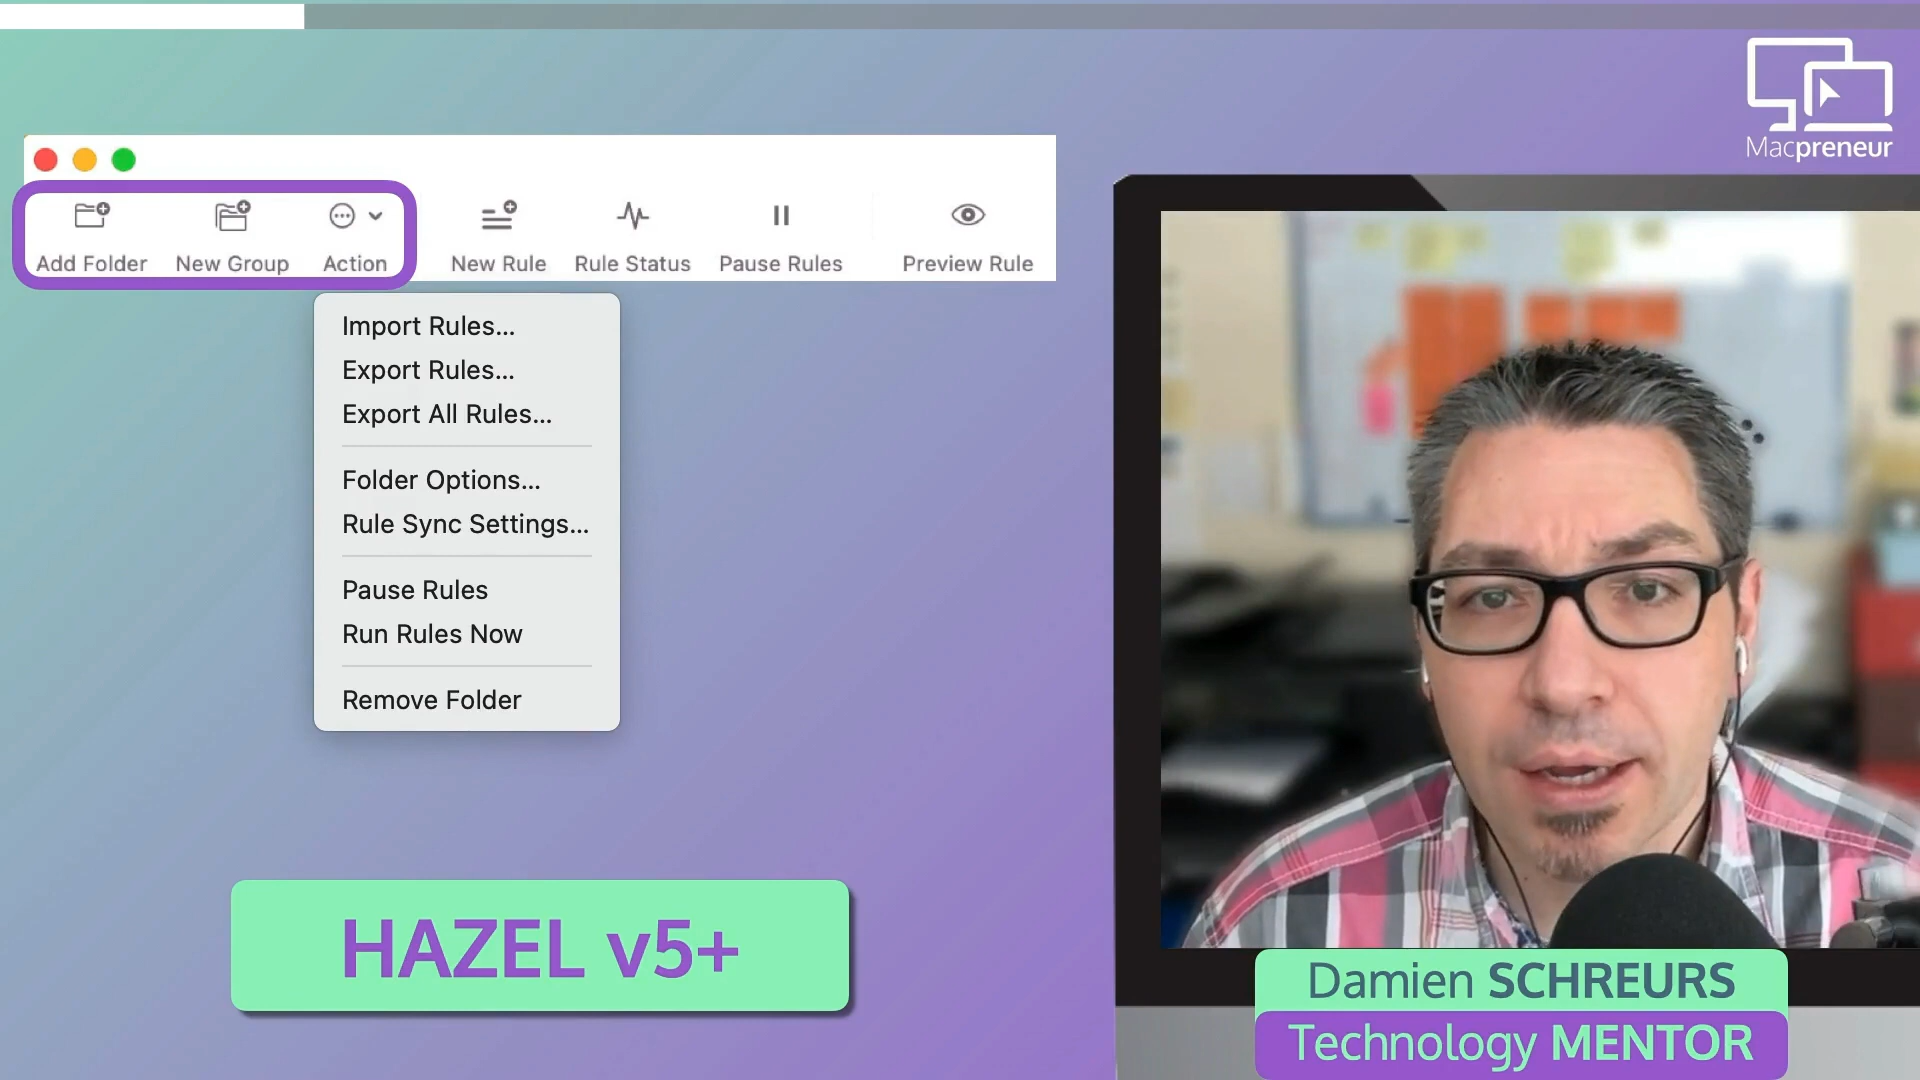 Macpreneur
Add Folder New Group Action New Rule Rule Status Pause Rules Preview Rule
Import Rules...
Export Rules...
Export All Rules...
Folder Options...
Rule Sync Settings...
Pause Rules
Run Rules Now
Remove Folder
HAZEL v5+
Damien SCHREURS
Technology MENTOR